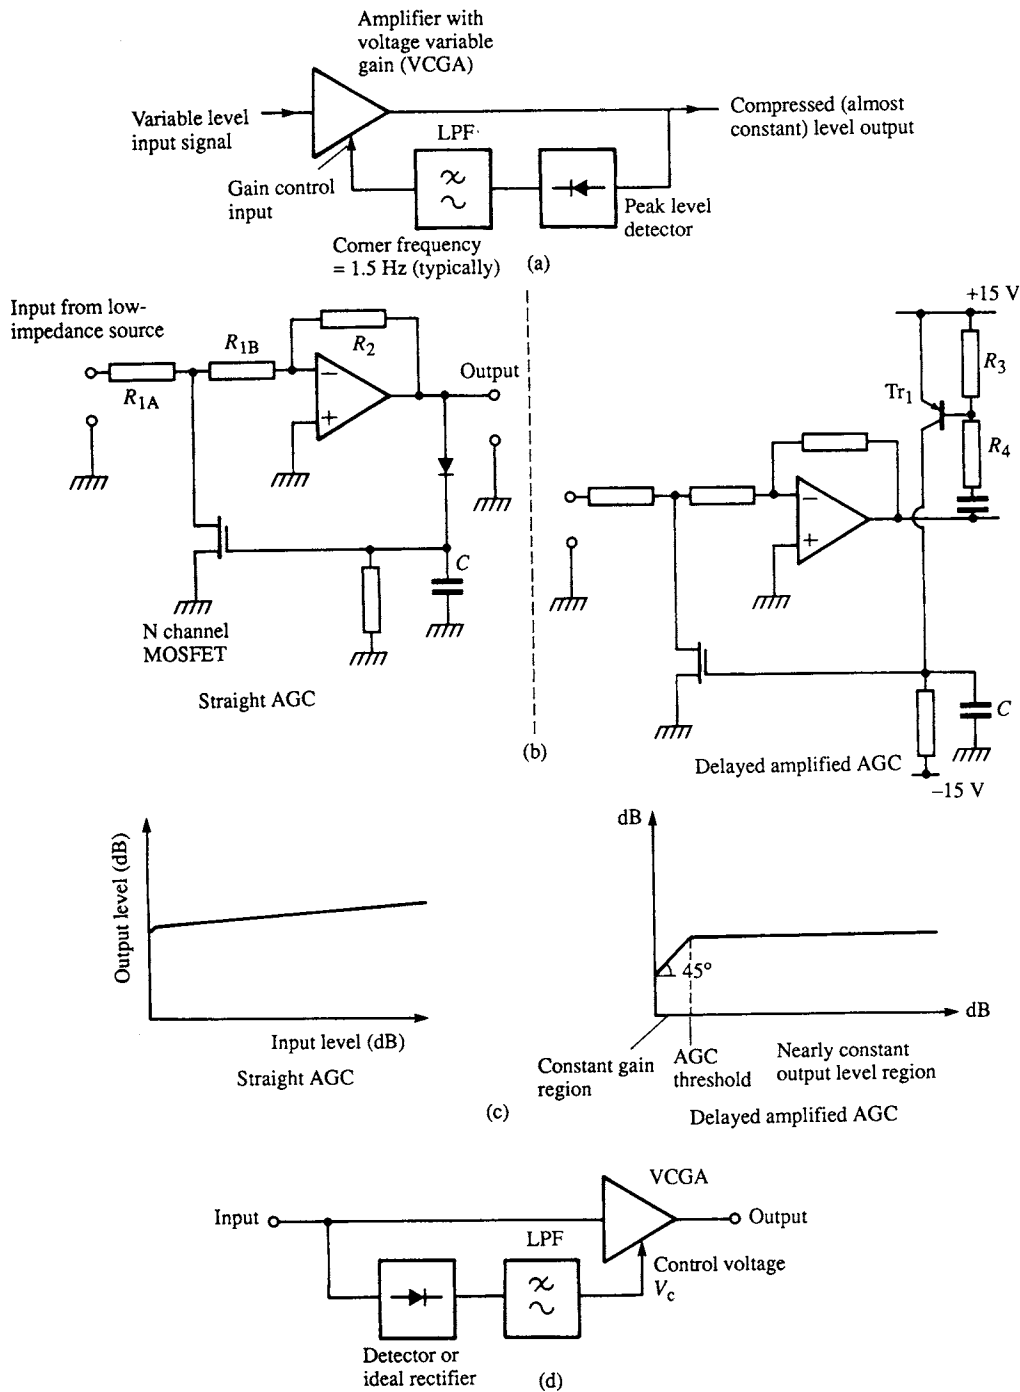 Amplifier with
voltage variable
gain (VCGA)
Variable level
input signal
LPF
Compressed (almost
constant) level output
Gain control
input
Peak level
detector
Corner frequency
= 1.5 Hz (typically)
(a)
Input from low-
impedance source
R1A
R1B
R2
−
+
Output
C
N channel
MOSFET
Straight AGC
+15 V
R3
Tr1
R4
−
+
C
−15 V
Delayed amplified AGC
(b)
Output level (dB)
Input level (dB)
Straight AGC
dB
45°
dB
Constant gain
region
AGC
threshold
Nearly constant
output level region
Delayed amplified AGC
(c)
VCGA
Input
Output
LPF
Control voltage
Vc
Detector or
ideal rectifier
(d)